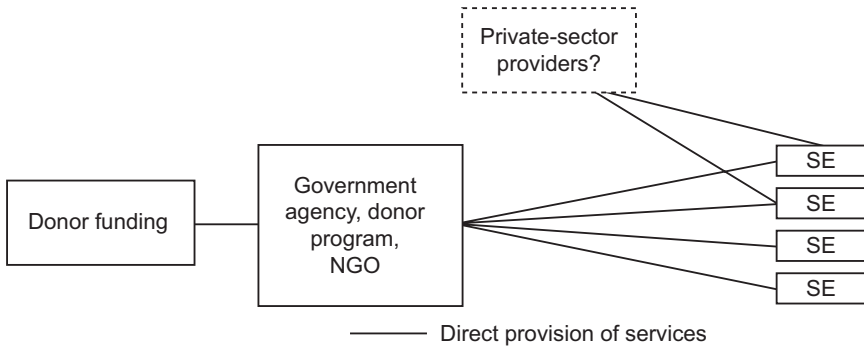 Private-sector
providers?
SE
Donor funding
Government
agency, donor
program,
NGO
SE
SE
SE
Direct provision of services